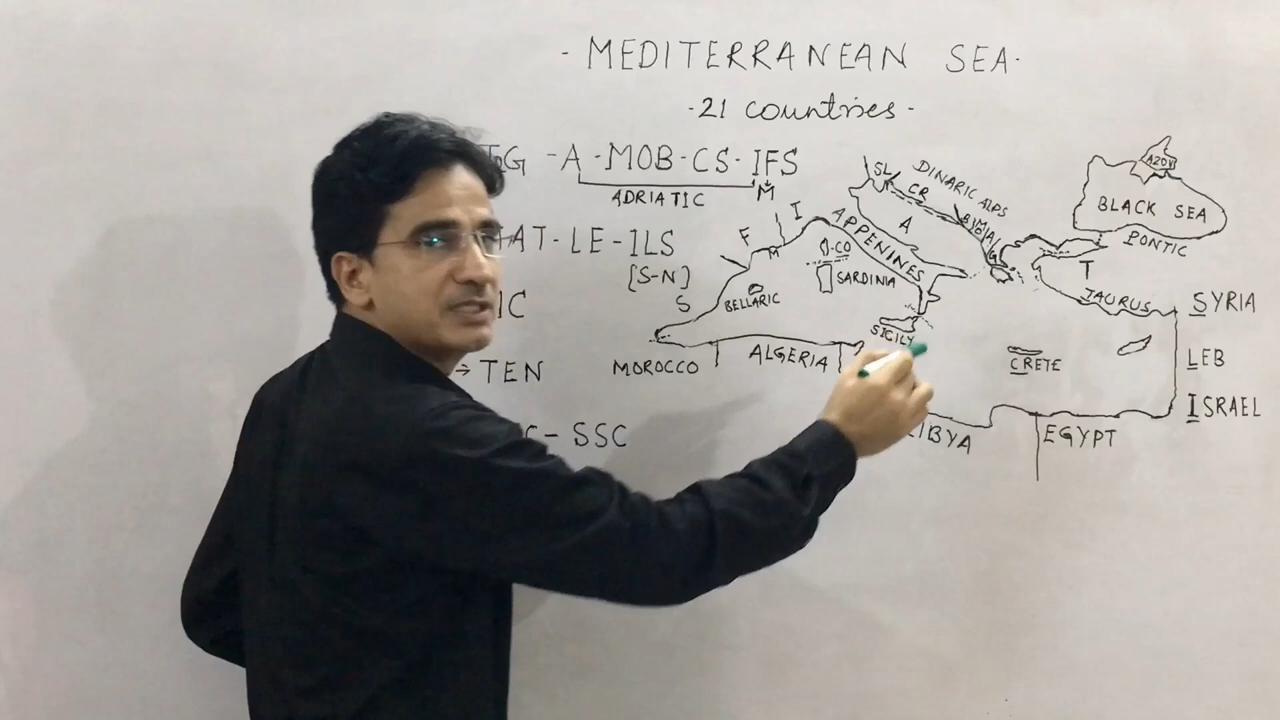 - MEDITERRANEAN SEA -
- 21 countries -
G - A - MOB - CS - IFS
ADRIATIC
M
AT - LE - ILS
[S-N]
IC
→ TEN
C - SSC
AZOV
BLACK SEA
PONTIC
SL
CR
DINARIC ALPS
B
M
A
G
A
I
F
M
S
APPENINES
CO
SARDINIA
BELLARIC
SICILY
T
TAURUS
SYRIA
LEB
ISRAEL
CRETE
MOROCCO
ALGERIA
IBYA
EGYPT